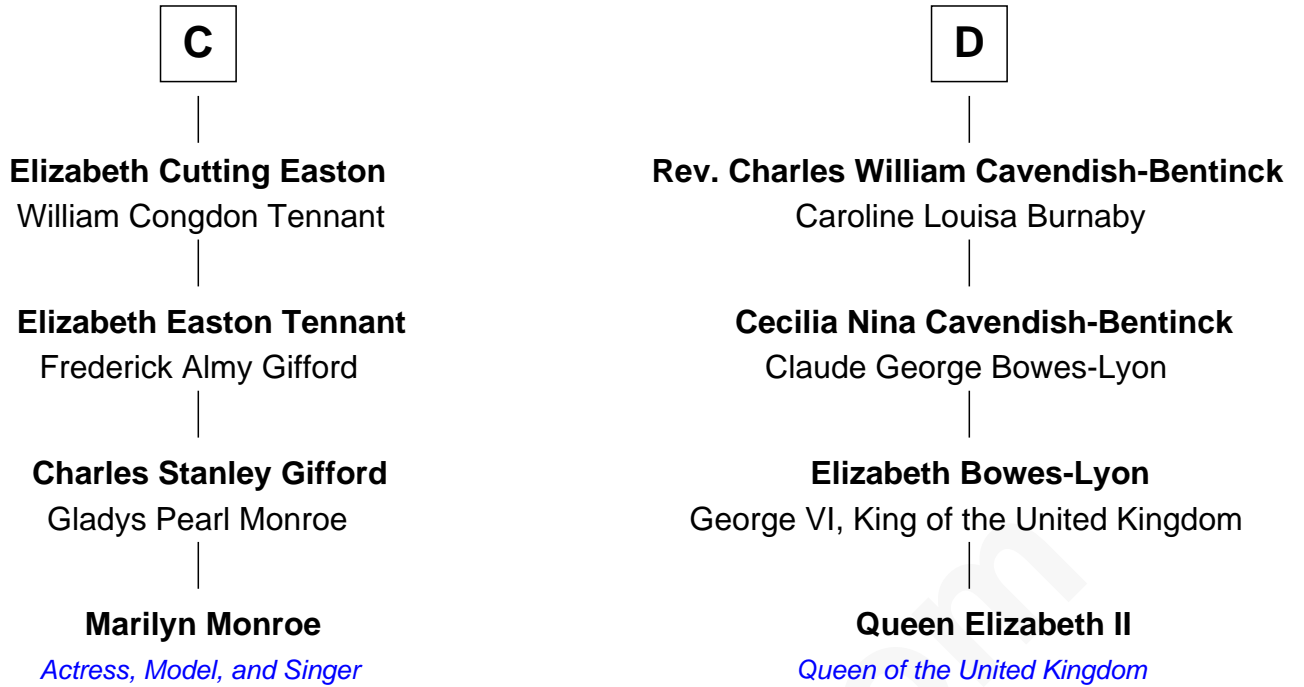 C
D
Elizabeth Cutting Easton
William Congdon Tennant
Rev. Charles William Cavendish-Bentinck
Caroline Louisa Burnaby
Elizabeth Easton Tennant
Frederick Almy Gifford
Cecilia Nina Cavendish-Bentinck
Claude George Bowes-Lyon
Charles Stanley Gifford
Gladys Pearl Monroe
Elizabeth Bowes-Lyon
George VI, King of the United Kingdom
Marilyn Monroe
Actress, Model, and Singer
Queen Elizabeth II
Queen of the United Kingdom